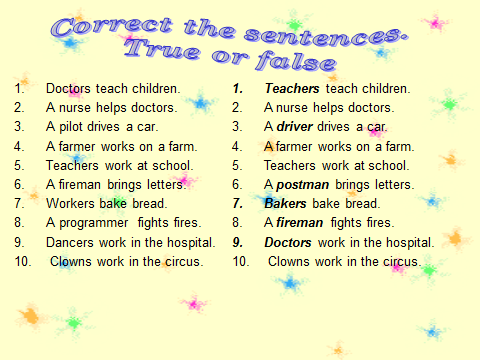 Correct the sentences.
True or false
1. Doctors teach children.
2. A nurse helps doctors.
3. A pilot drives a car.
4. A farmer works on a farm.
5. Teachers work at school.
6. A fireman brings letters.
7. Workers bake bread.
8. A programmer fights fires.
9. Dancers work in the hospital.
10. Clowns work in the circus.
1. Teachers teach children.
2. A nurse helps doctors.
3. A driver drives a car.
4. A farmer works on a farm.
5. Teachers work at school.
6. A postman brings letters.
7. Bakers bake bread.
8. A fireman fights fires.
9. Doctors work in the hospital.
10. Clowns work in the circus.